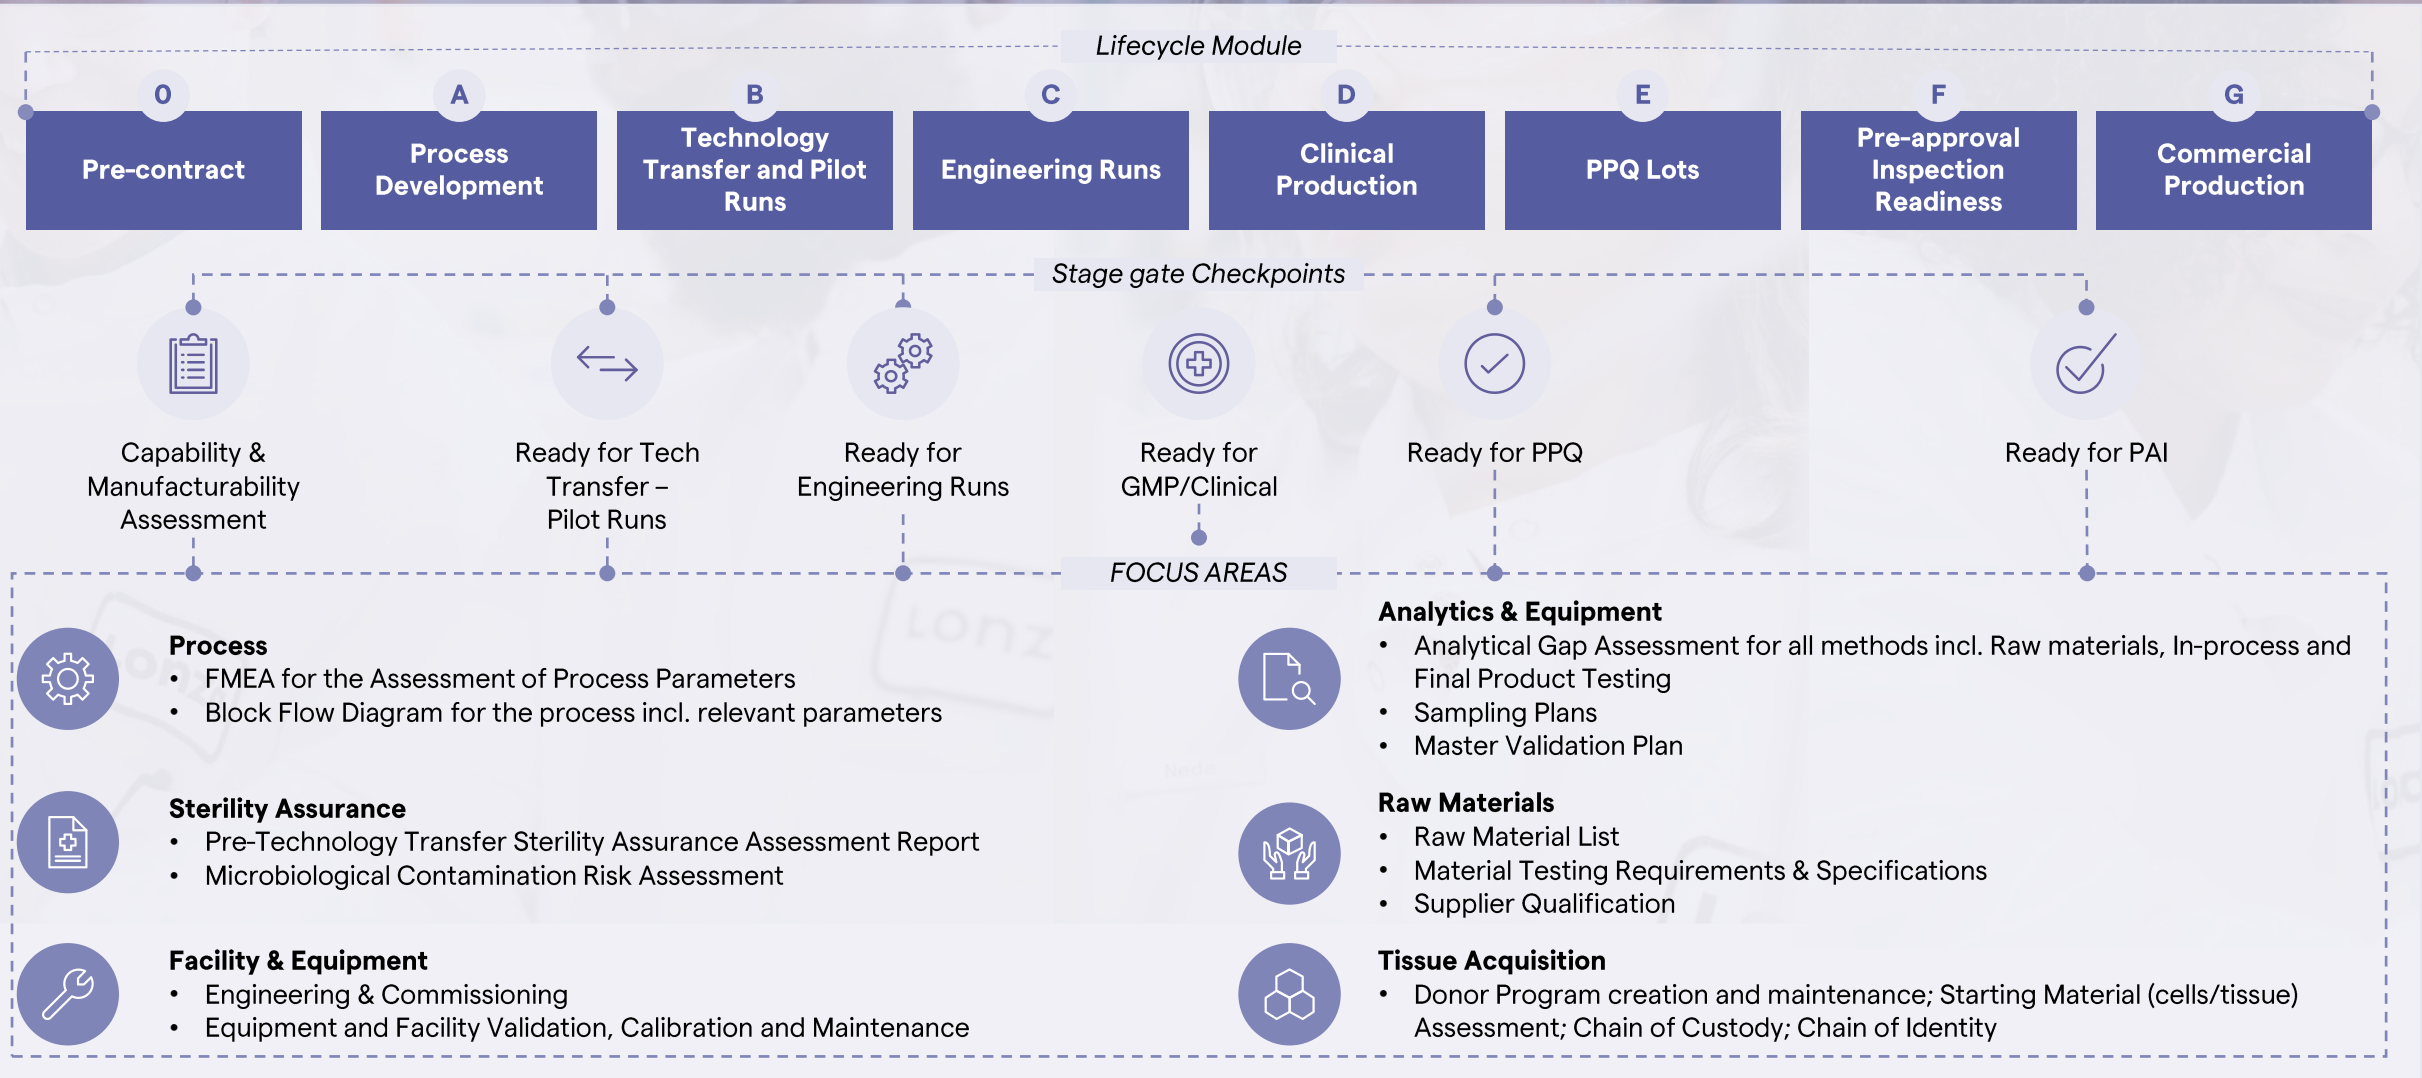 Lifecycle Module
0
A
B
C
D
E
F
G
Pre-contract
Process
Development
Technology
Transfer and Pilot
Runs
Engineering Runs
Clinical
Production
PPQ Lots
Pre-approval
Inspection
Readiness
Commercial
Production
Stage gate Checkpoints
Capability &
Manufacturability
Assessment
Ready for Tech
Transfer –
Pilot Runs
Ready for
Engineering Runs
Ready for
GMP/Clinical
Ready for PPQ
Ready for PAI
FOCUS AREAS
Process
• FMEA for the Assessment of Process Parameters
• Block Flow Diagram for the process incl. relevant parameters
Sterility Assurance
• Pre-Technology Transfer Sterility Assurance Assessment Report
• Microbiological Contamination Risk Assessment
Facility & Equipment
• Engineering & Commissioning
• Equipment and Facility Validation, Calibration and Maintenance
Analytics & Equipment
• Analytical Gap Assessment for all methods incl. Raw materials, In-process and
Final Product Testing
• Sampling Plans
• Master Validation Plan
Raw Materials
• Raw Material List
• Material Testing Requirements & Specifications
• Supplier Qualification
Tissue Acquisition
• Donor Program creation and maintenance; Starting Material (cells/tissue)
Assessment; Chain of Custody; Chain of Identity